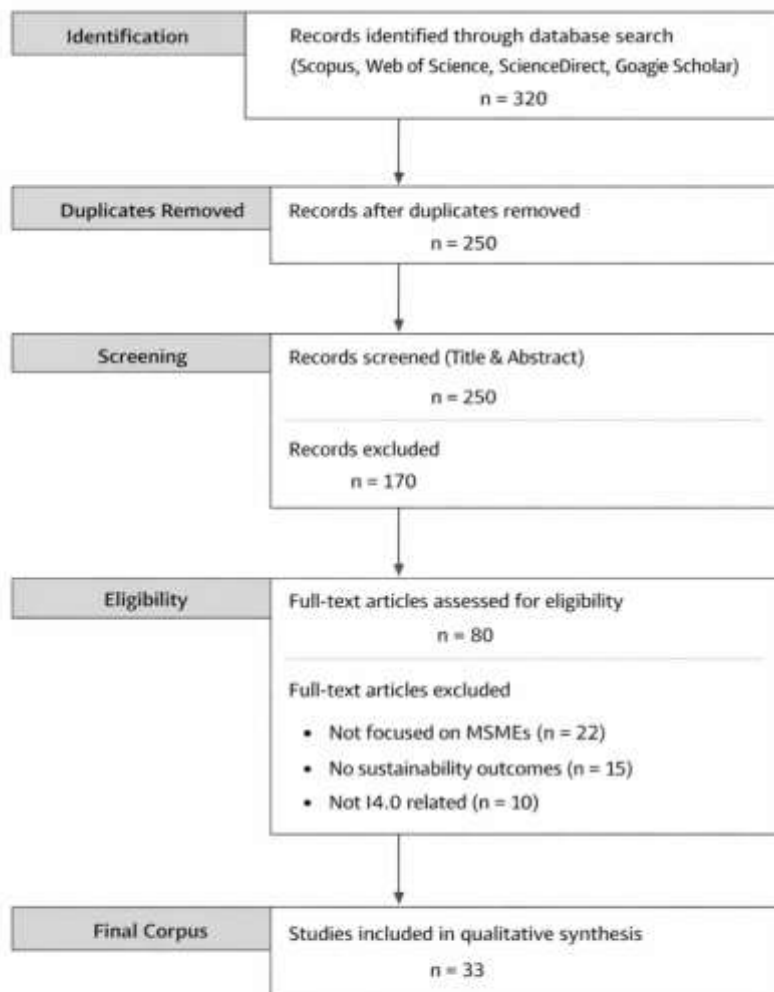 Identification
Records identified through database search
(Scopus, Web of Science, ScienceDirect, Goagie Scholar)
n = 320
Duplicates Removed
Records after duplicates removed
n = 250
Screening
Records screened (Title & Abstract)
n = 250
Records excluded
n = 170
Eligibility
Full-text articles assessed for eligibility
n = 80
Full-text articles excluded
• Not focused on MSMEs (n = 22)
• No sustainability outcomes (n = 15)
• Not I4.0 related (n = 10)
Final Corpus
Studies included in qualitative synthesis
n = 33